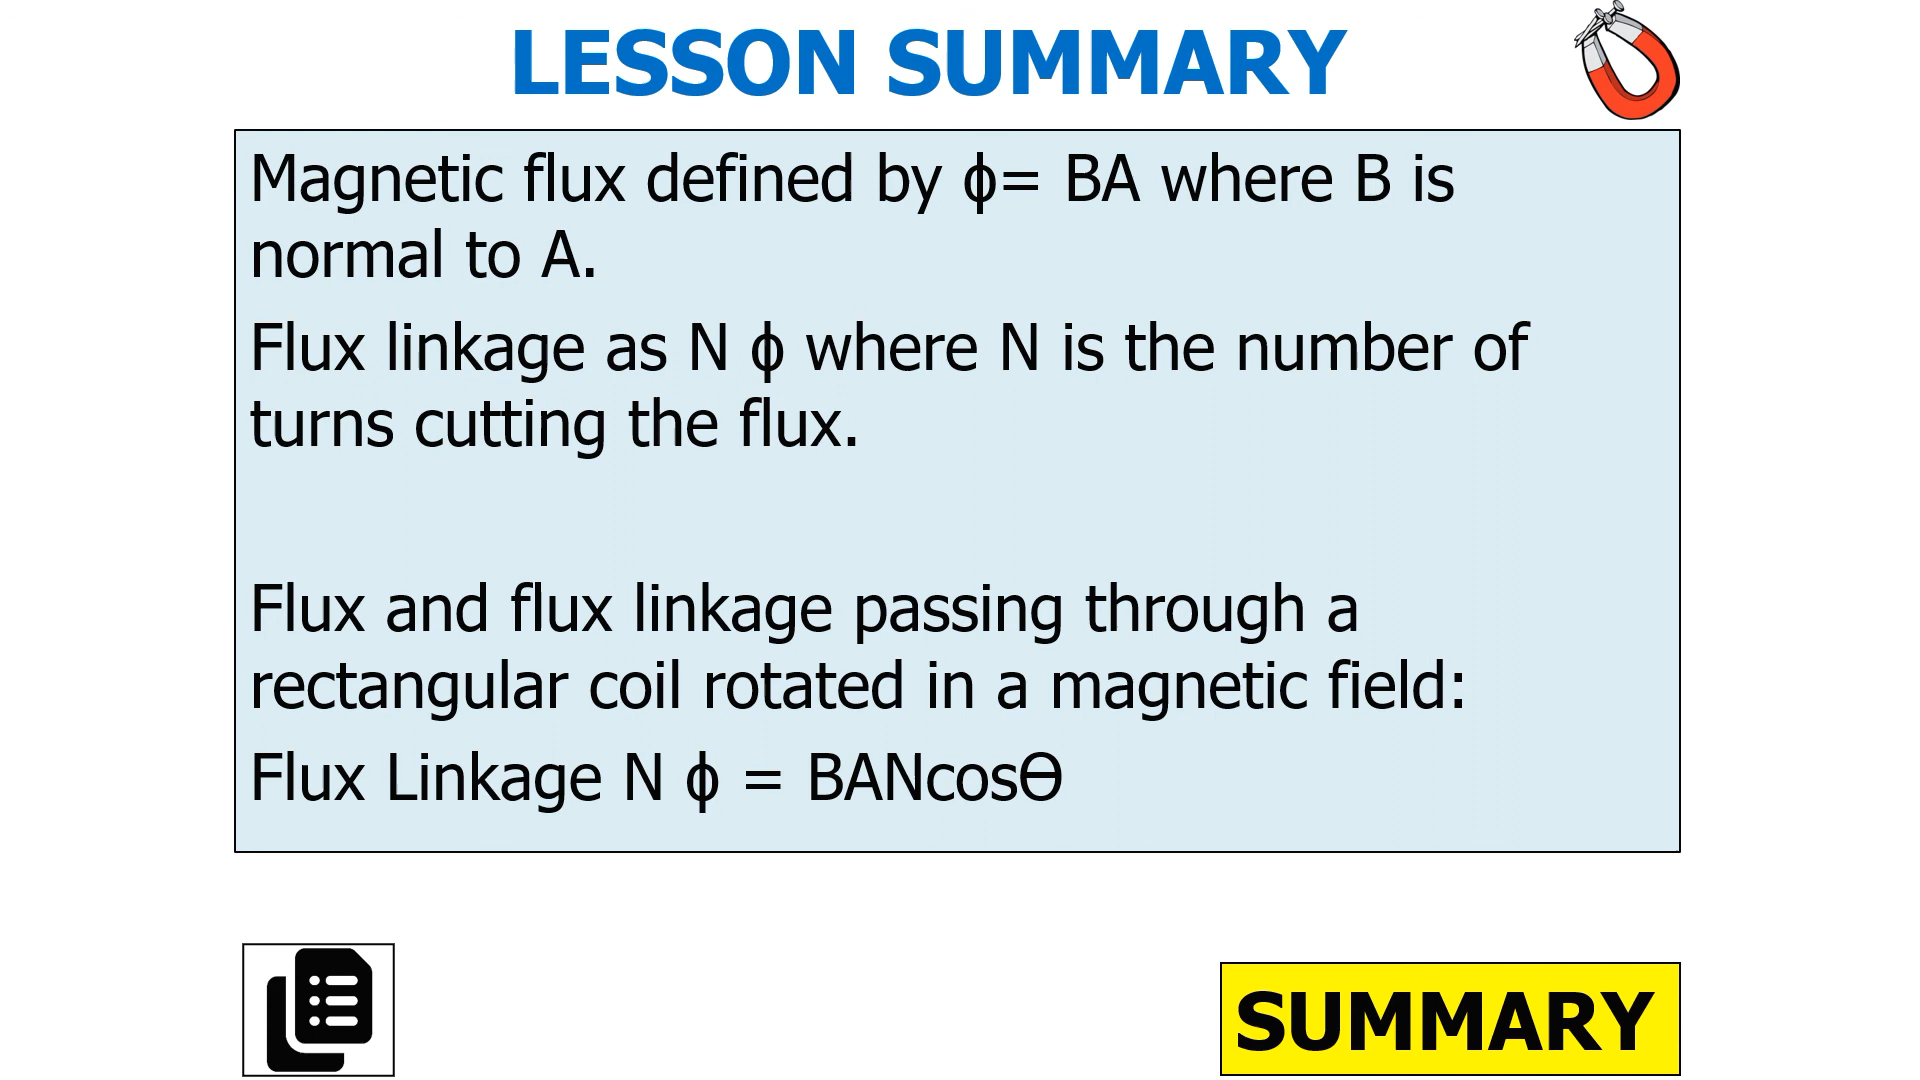 LESSON SUMMARY
Magnetic flux defined by ϕ= BA where B is
normal to A.
Flux linkage as N ϕ where N is the number of
turns cutting the flux.
Flux and flux linkage passing through a
rectangular coil rotated in a magnetic field:
Flux Linkage N ϕ = BANcosϴ
SUMMARY